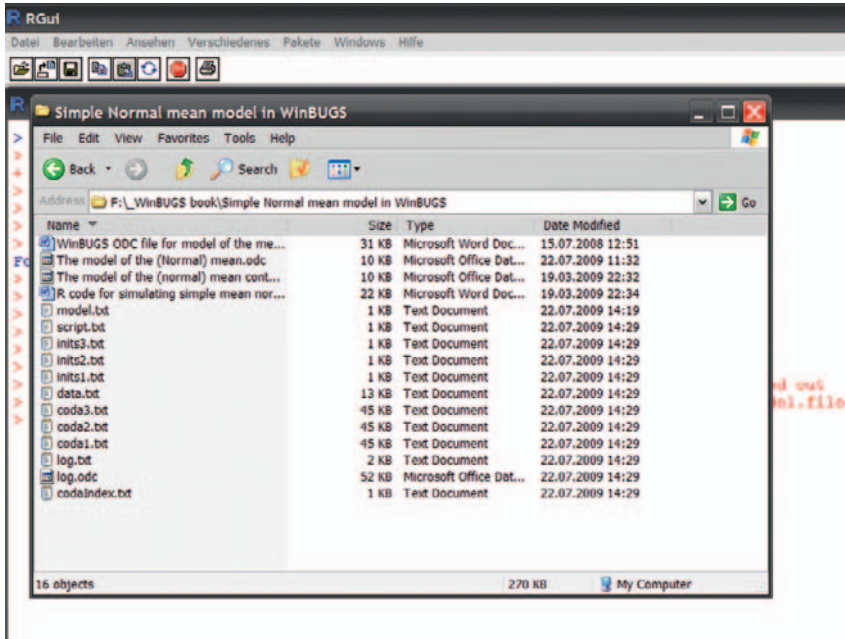 RGui
Datei Bearbeiten Ansehen Verschiedenes Pakete Windows Hilfe
Simple Normal mean model in WinBUGS
File Edit View Favorites Tools Help
Back Search
Address F:\_WinBUGS book\Simple Normal mean model in WinBUGS Go
Name Size Type Date Modified
WinBUGS ODC file for model of the me... 31 KB Microsoft Word Doc... 15.07.2008 12:51
The model of the (Normal) mean.odc 10 KB Microsoft Office Dat... 22.07.2009 11:32
The model of the (normal) mean cont... 10 KB Microsoft Office Dat... 19.03.2009 22:32
R code for simulating simple mean nor... 22 KB Microsoft Word Doc... 19.03.2009 22:34
model.txt 1 KB Text Document 22.07.2009 14:19
script.txt 1 KB Text Document 22.07.2009 14:29
inits3.txt 1 KB Text Document 22.07.2009 14:29
inits2.txt 1 KB Text Document 22.07.2009 14:29
inits1.txt 1 KB Text Document 22.07.2009 14:29
data.txt 13 KB Text Document 22.07.2009 14:29
coda3.txt 45 KB Text Document 22.07.2009 14:29
coda2.txt 45 KB Text Document 22.07.2009 14:29
coda1.txt 45 KB Text Document 22.07.2009 14:29
log.txt 2 KB Text Document 22.07.2009 14:29
log.odc 52 KB Microsoft Office Dat... 22.07.2009 14:29
codaIndex.txt 1 KB Text Document 22.07.2009 14:29
out
16 objects 270 KB My Computer